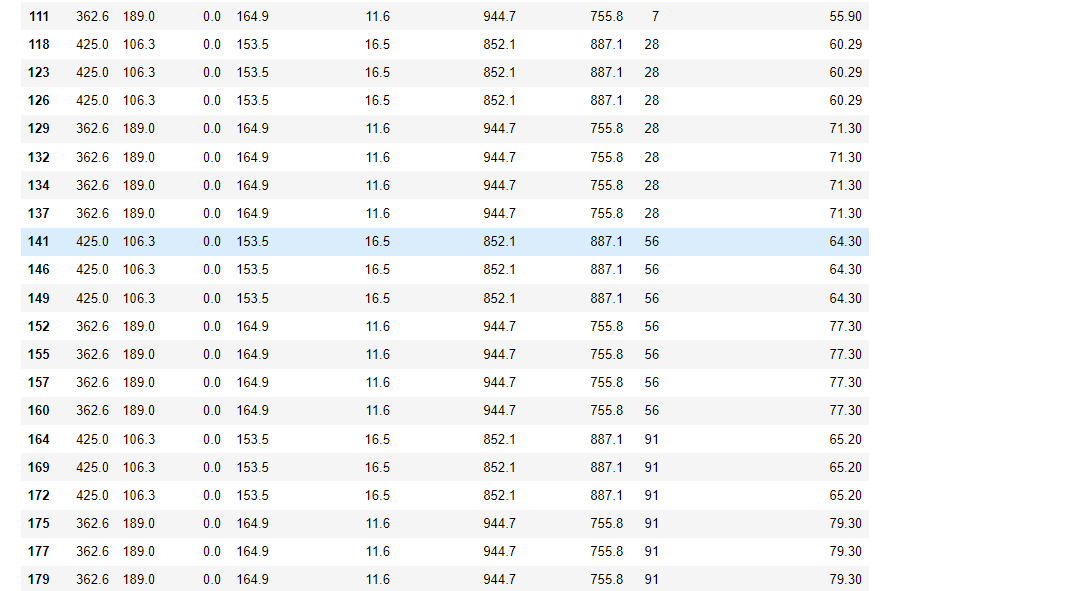 111 362.6 189.0 0.0 164.9 11.6 944.7 755.8 7 55.90
118 425.0 106.3 0.0 153.5 16.5 852.1 887.1 28 60.29
123 425.0 106.3 0.0 153.5 16.5 852.1 887.1 28 60.29
126 425.0 106.3 0.0 153.5 16.5 852.1 887.1 28 60.29
129 362.6 189.0 0.0 164.9 11.6 944.7 755.8 28 71.30
132 362.6 189.0 0.0 164.9 11.6 944.7 755.8 28 71.30
134 362.6 189.0 0.0 164.9 11.6 944.7 755.8 28 71.30
137 362.6 189.0 0.0 164.9 11.6 944.7 755.8 28 71.30
141 425.0 106.3 0.0 153.5 16.5 852.1 887.1 56 64.30
146 425.0 106.3 0.0 153.5 16.5 852.1 887.1 56 64.30
149 425.0 106.3 0.0 153.5 16.5 852.1 887.1 56 64.30
152 362.6 189.0 0.0 164.9 11.6 944.7 755.8 56 77.30
155 362.6 189.0 0.0 164.9 11.6 944.7 755.8 56 77.30
157 362.6 189.0 0.0 164.9 11.6 944.7 755.8 56 77.30
160 362.6 189.0 0.0 164.9 11.6 944.7 755.8 56 77.30
164 425.0 106.3 0.0 153.5 16.5 852.1 887.1 91 65.20
169 425.0 106.3 0.0 153.5 16.5 852.1 887.1 91 65.20
172 425.0 106.3 0.0 153.5 16.5 852.1 887.1 91 65.20
175 362.6 189.0 0.0 164.9 11.6 944.7 755.8 91 79.30
177 362.6 189.0 0.0 164.9 11.6 944.7 755.8 91 79.30
179 362.6 189.0 0.0 164.9 11.6 944.7 755.8 91 79.30